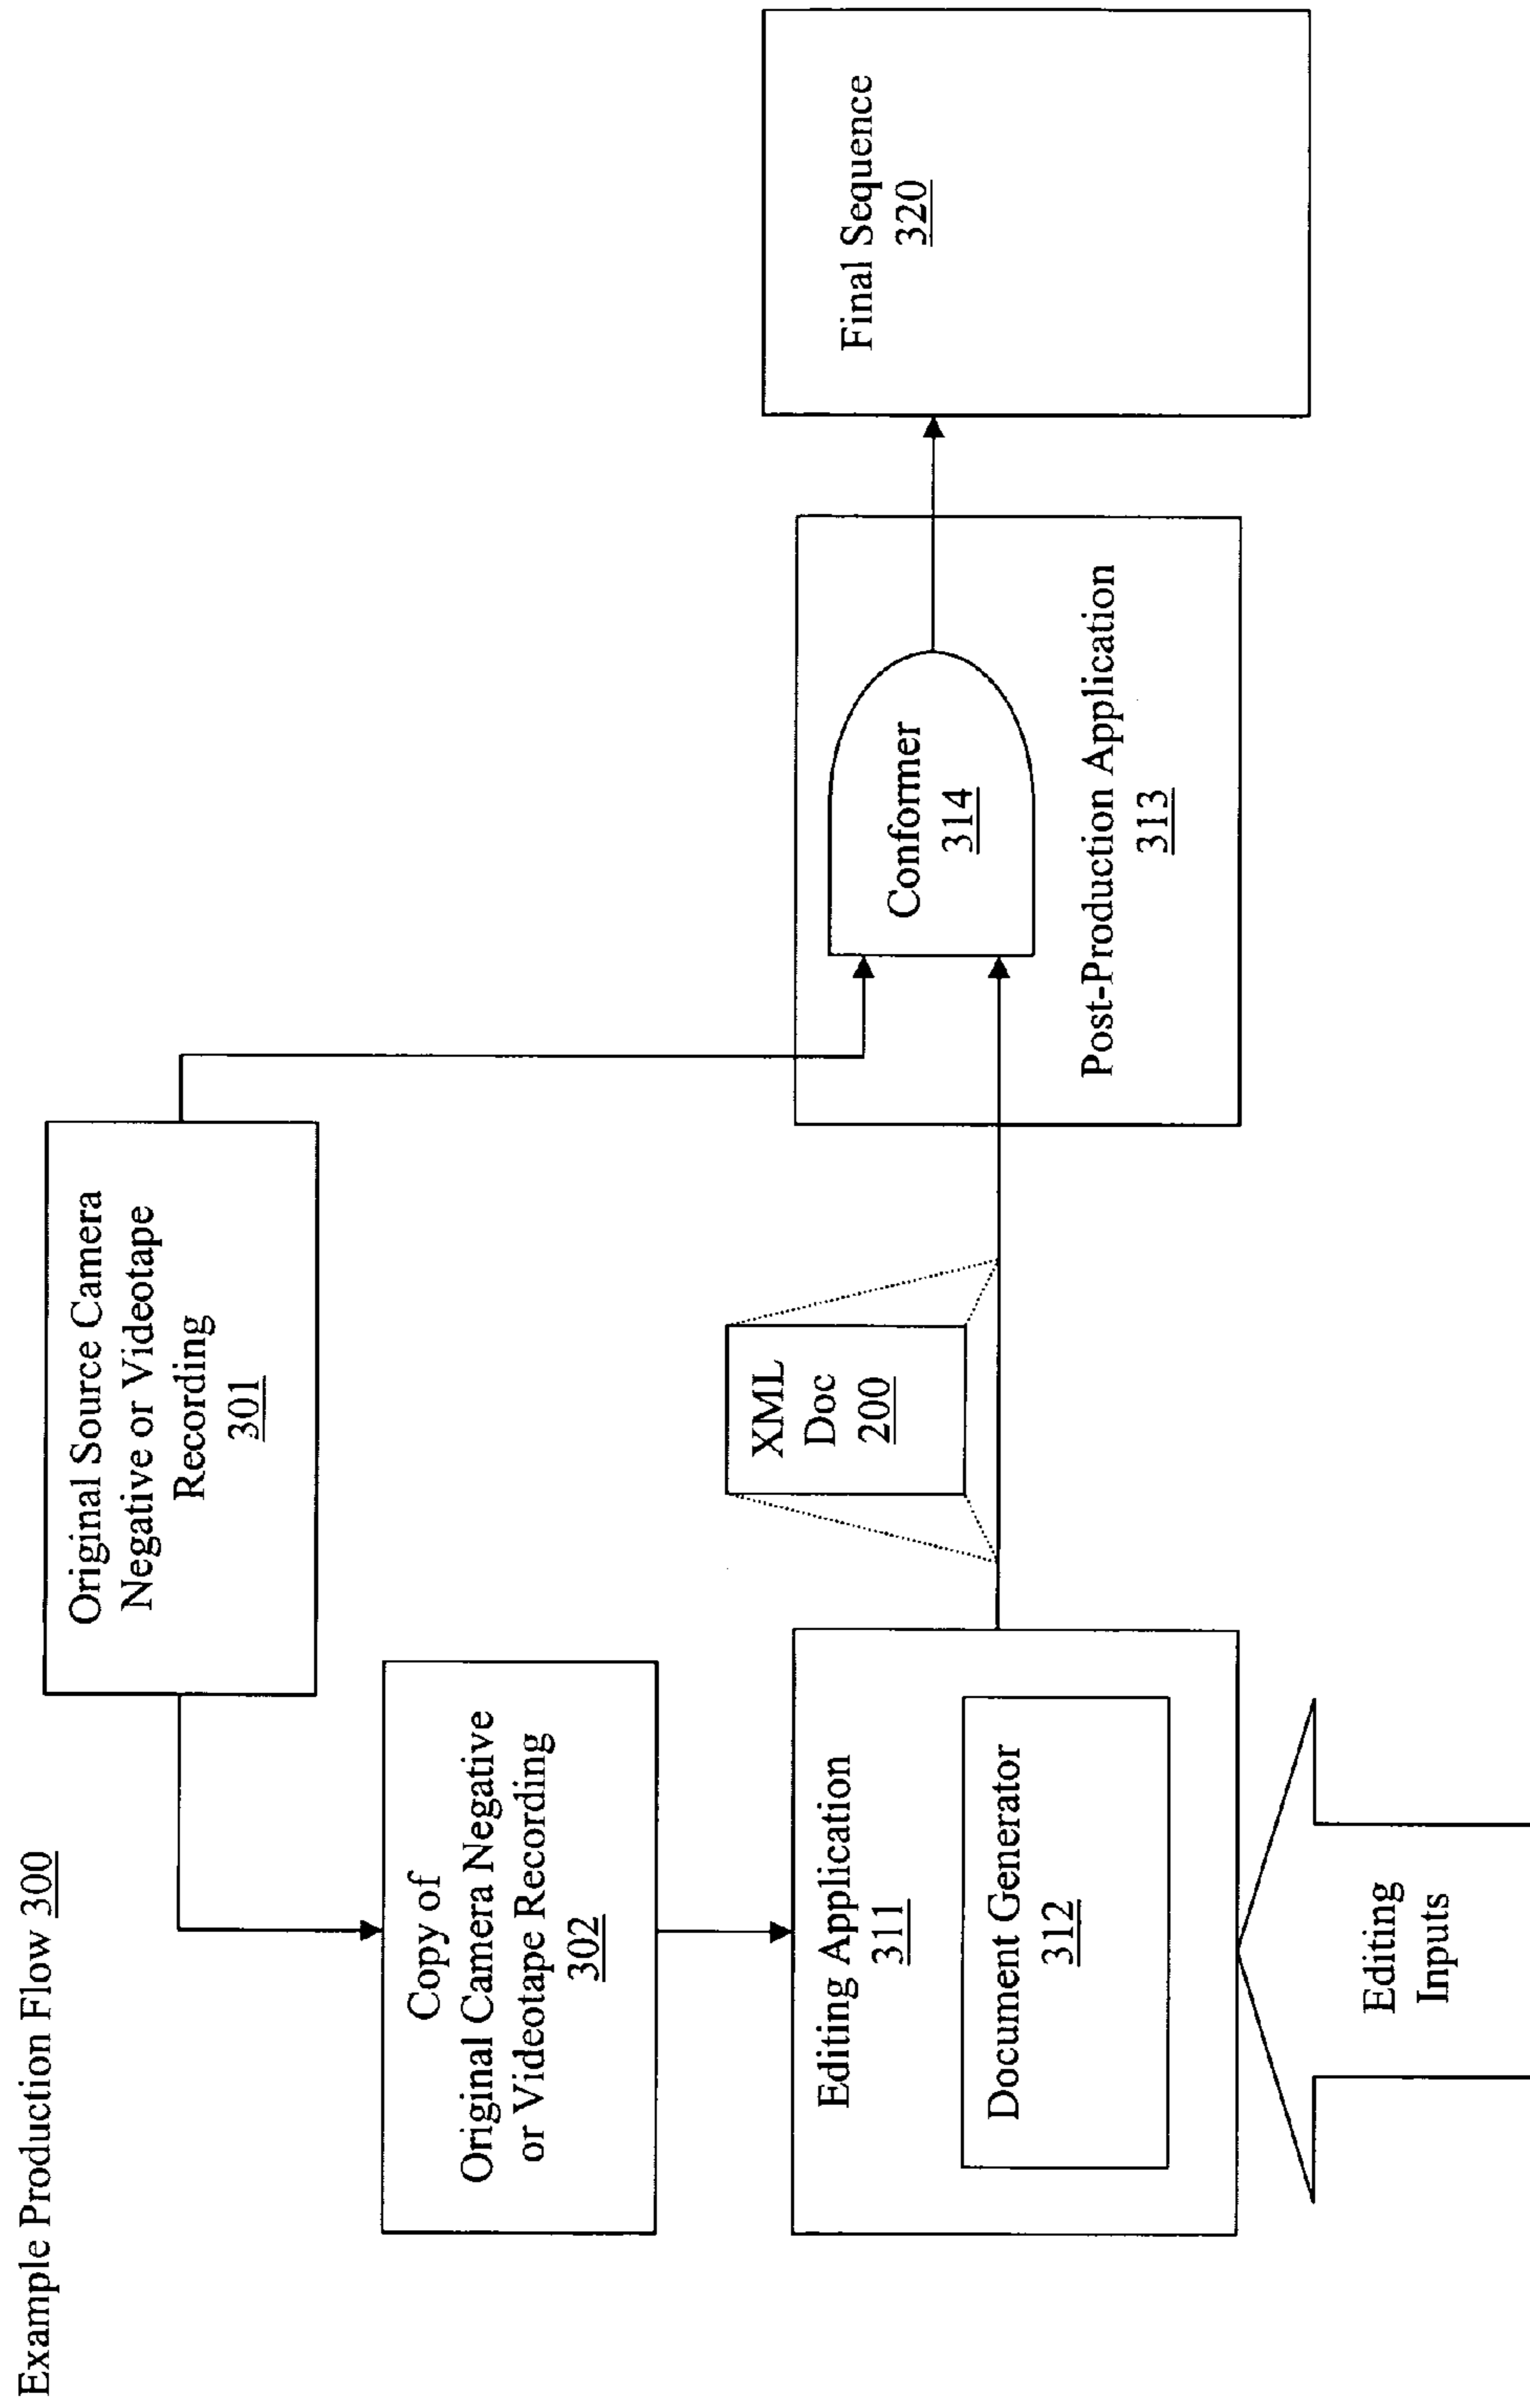 Example Production Flow 300
Original Source Camera
Negative or Videotape
Recording
301
Copy of
Original Camera Negative
or Videotape Recording
302
Editing Application
311
Document Generator
312
Editing
Inputs
XML
Doc
200
Conformer
314
Post-Production Application
313
Final Sequence
320